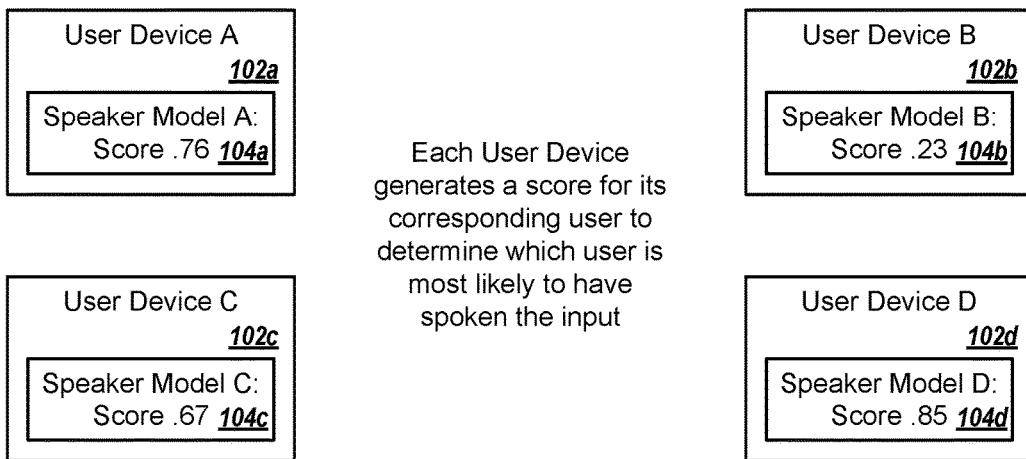 User Device A
102a
Speaker Model A:
Score .76 104a
User Device B
102b
Speaker Model B:
Score .23 104b
Each User Device
generates a score for its
corresponding user to
determine which user is
most likely to have
spoken the input
User Device C
102c
Speaker Model C:
Score .67 104c
User Device D
102d
Speaker Model D:
Score .85 104d